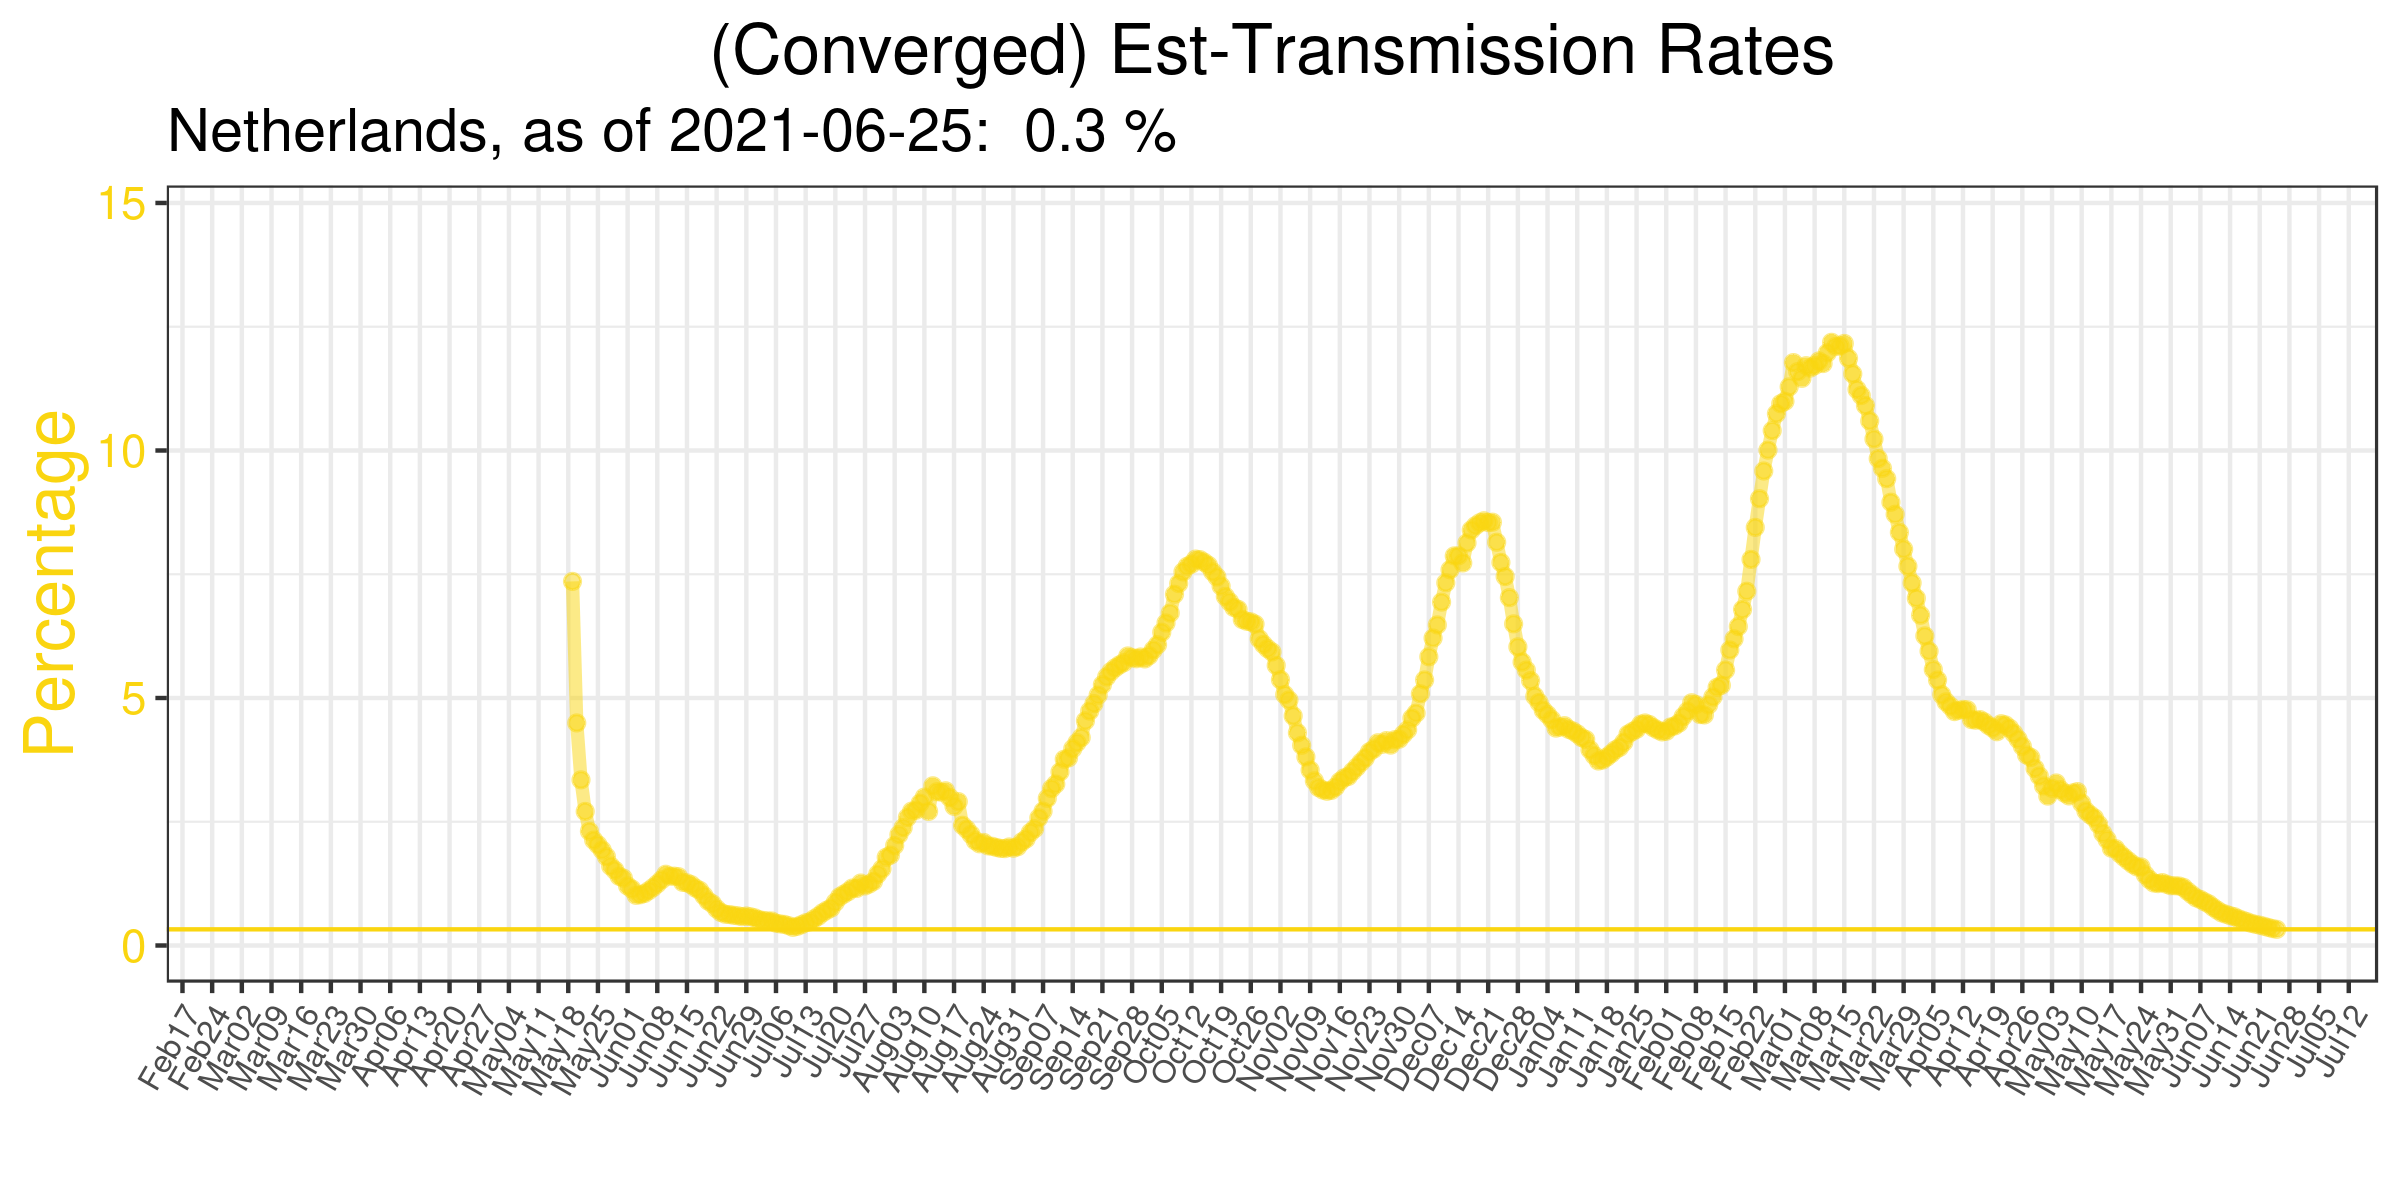 (Converged) Est-Transmission Rates
Netherlands, as of 2021-06-25: 0.3 %
Percentage
15
10
5
0
Feb17
Feb24
Mar02
Mar09
Mar16
Mar23
Mar30
Apr06
Apr13
Apr20
Apr27
May04
May11
May18
May25
Jun01
Jun08
Jun15
Jun22
Jun29
Jul06
Jul13
Jul20
Jul27
Aug03
Aug10
Aug17
Aug24
Aug31
Sep07
Sep14
Sep21
Sep28
Oct05
Oct12
Oct19
Oct26
Nov02
Nov09
Nov16
Nov23
Nov30
Dec07
Dec14
Dec21
Dec28
Jan04
Jan11
Jan18
Jan25
Feb01
Feb08
Feb15
Feb22
Mar01
Mar08
Mar15
Mar22
Mar29
Apr05
Apr12
Apr19
Apr26
May03
May10
May17
May24
May31
Jun07
Jun14
Jun21
Jun28
Jul05
Jul12